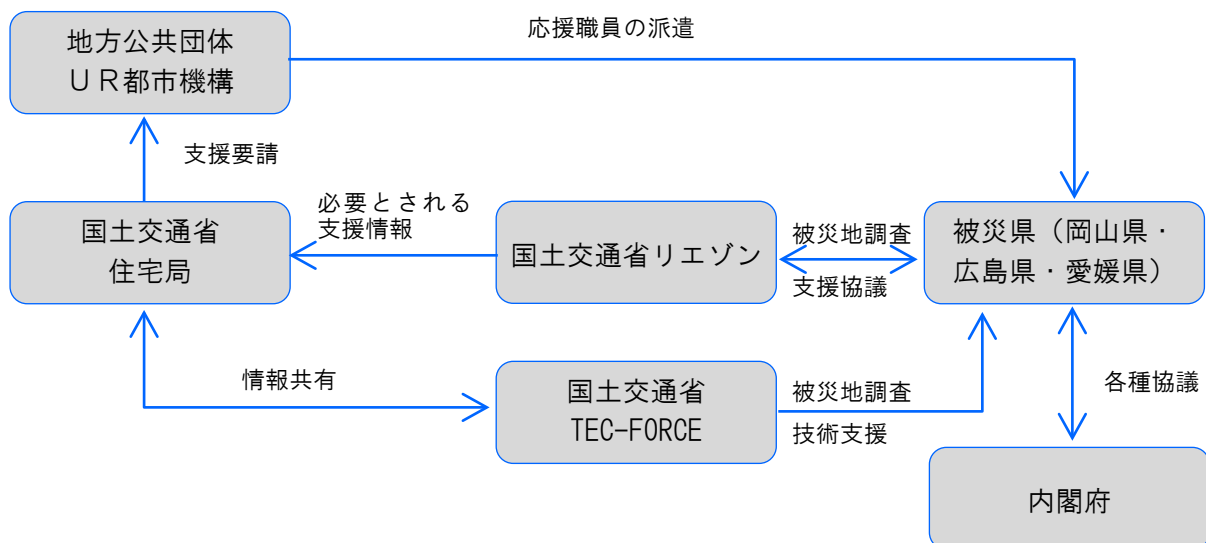 応援職員の派遣
地方公共団体
UR都市機構
支援要請
国土交通省
住宅局
必要とされる
支援情報
国土交通省リエゾン
被災地調査
支援協議
被災県（岡山県・
広島県・愛媛県）
情報共有
国土交通省
TEC-FORCE
被災地調査
技術支援
各種協議
内閣府